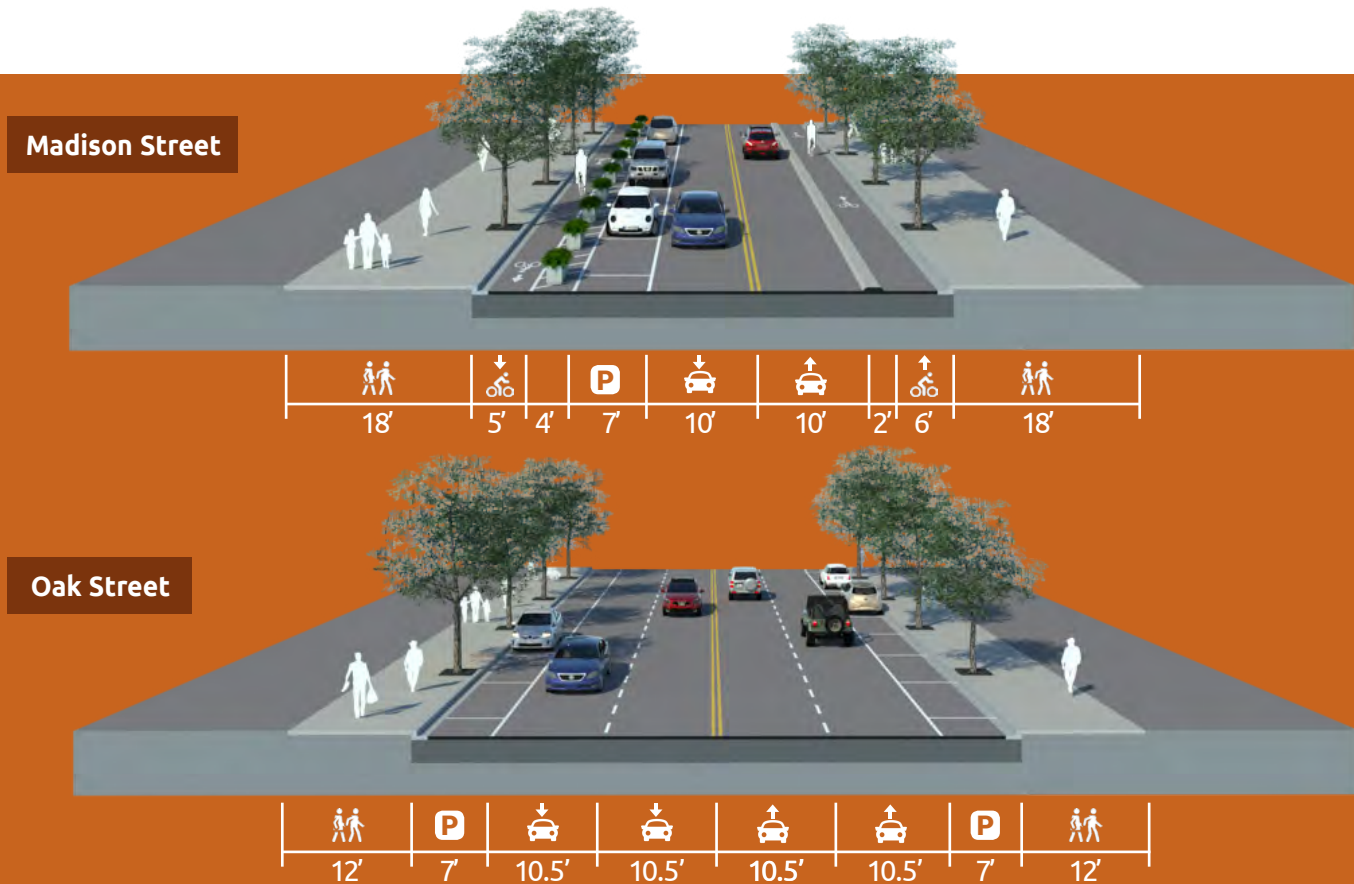 Madison Street
P
18’ 5’ 4’ 7’ 10’ 10’ 2’ 6’ 18’
Oak Street
P P
12’ 7’ 10.5’ 10.5’ 10.5’ 10.5’ 7’ 12’